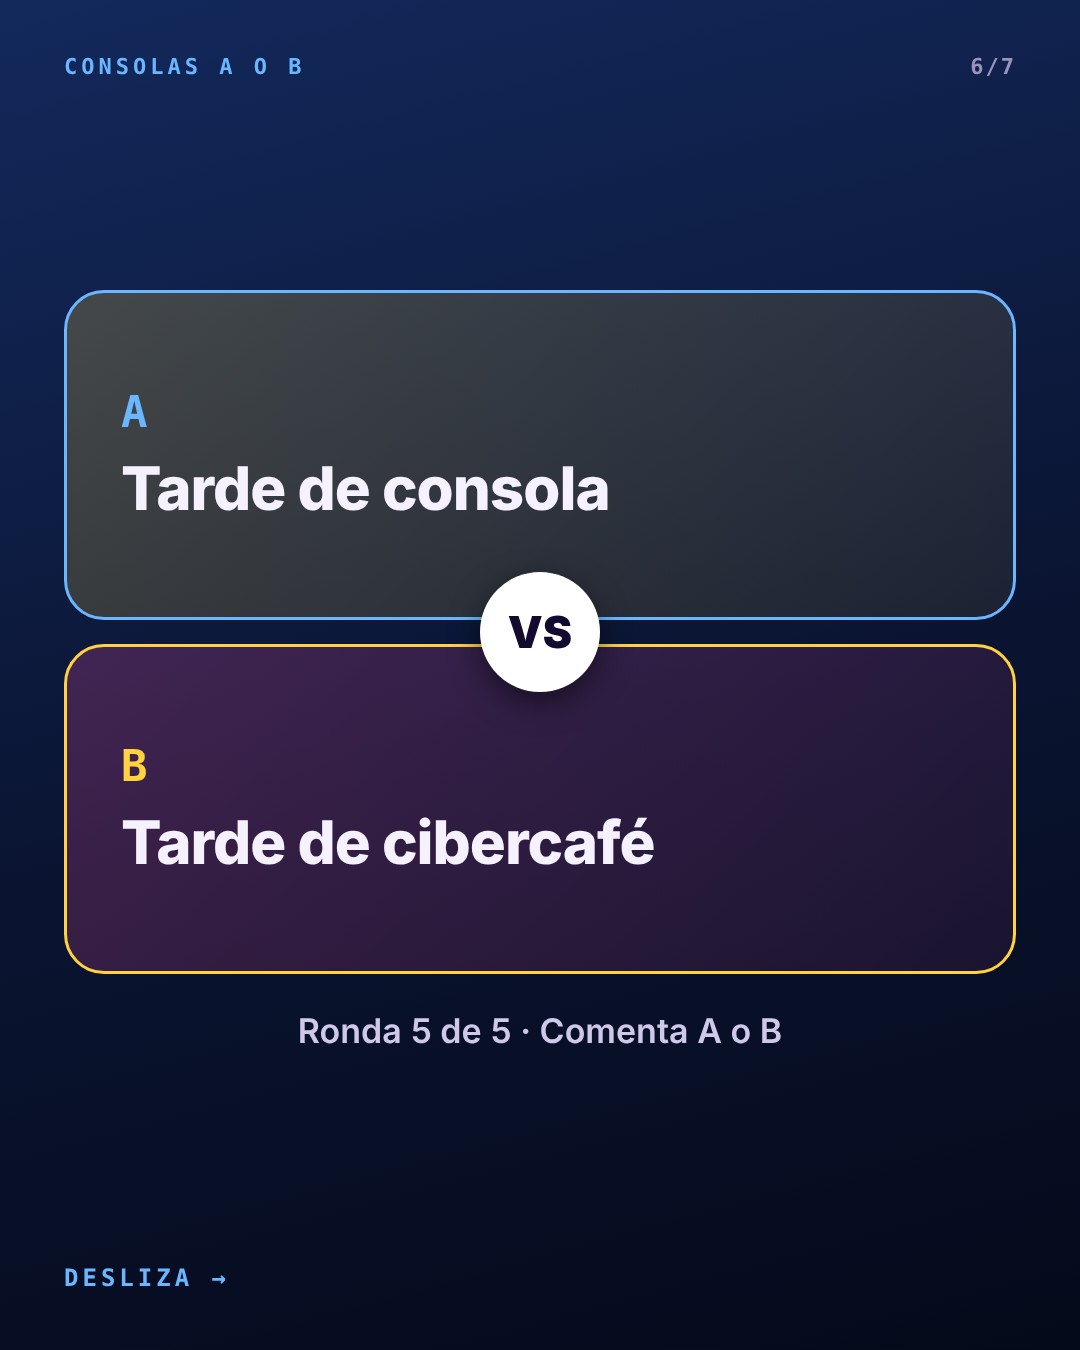 CONSOLAS A O B
6/7
A
Tarde de consola
VS
B
Tarde de cibercafé
Ronda 5 de 5 · Comenta A o B
DESLIZA →